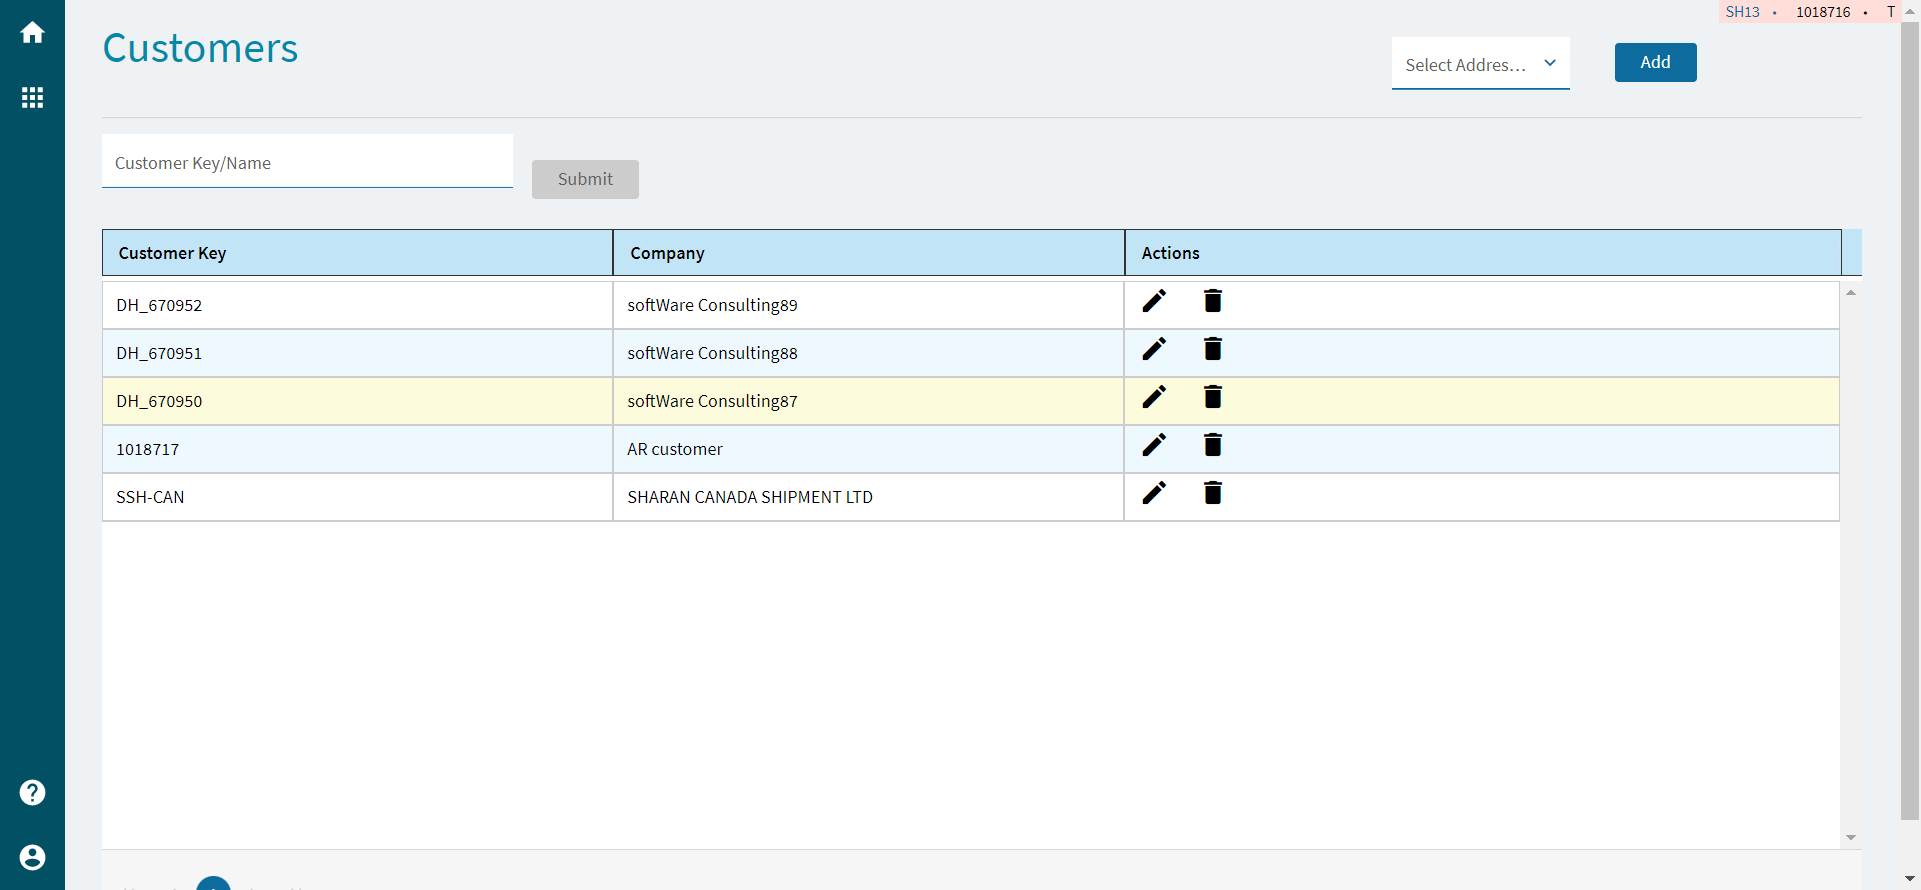 SH13 • 1018716 • T
Customers
Select Addres...
Add
Customer Key/Name
Submit
Customer Key Company Actions
DH_670952 softWare Consulting89
DH_670951 softWare Consulting88
DH_670950 softWare Consulting87
1018717 AR customer
SSH-CAN SHARAN CANADA SHIPMENT LTD